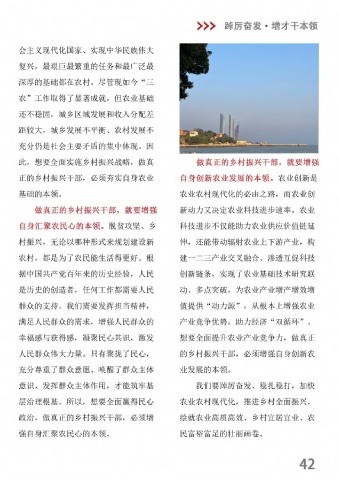 踔厉奋发·增才干本领
会主义现代化国家、实现中华民族伟大
复兴，最艰巨最繁重的任务和最广泛最
深厚的基础都在农村，尽管现如今“三
农”工作取得了显著成就，但农业基础
还不稳固，城乡区域发展和收入分配差
距较大，城乡发展不平衡、农村发展不
充分仍是社会主要矛盾的集中体现。因
此，想要全面实施乡村振兴战略，做真
正的乡村振兴干部，必须夯实自身农业
基础的本领。
做真正的乡村振兴干部，就要增强
自身汇聚农民心的本领。脱贫攻坚、乡
村振兴，无论以哪种形式来规划建设新
农村，都是为了农民能生活得更好。根
据中国共产党百年来的历史经验，人民
是历史的创造者，任何工作都需要人民
群众的支持。我们需要发挥担当精神，
满足人民群众的需求，增强人民群众的
幸福感与获得感，凝聚民心共识，激发
人民群众伟大力量。只有聚拢了民心，
充分尊重了群众意愿、唤醒了群众主体
意识、发挥群众主体作用，才能筑牢基
层治理根基。所以，想要全面赢得民心
政治，做真正的乡村振兴干部，必须增
强自身汇聚农民心的本领。
做真正的乡村振兴干部，就要增强
自身创新农业发展的本领。农业创新是
农业农村现代化的必由之路，而农业创
新动力又决定农业科技进步速率。农业
科技进步不仅能助力农业供应价值链延
伸，还能带动辐射农业上下游产业，构
建一二三产业交叉融合、渗透互促科技
创新链条，实现了农业基础技术研究联
动、多点突破，为农业产业增产增效增
值提供“动力源”，从根本上增强农业
产业竞争优势，助力经济“双循环”。
想要全面提升农业产业竞争力，做真正
的乡村振兴干部，必须增强自身创新农
业发展的本领。
我们要踔厉奋发、稳扎稳打，加快
农业农村现代化，推进乡村全面振兴，
绘就农业高质高效、乡村宜居宜业、农
民富裕富足的壮丽画卷。
42